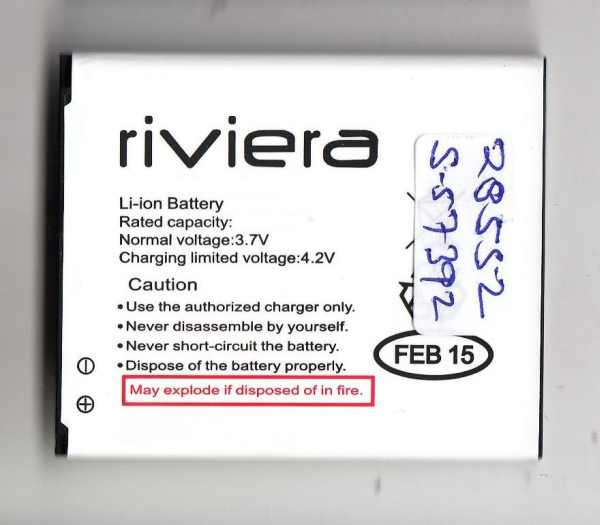 riviera
Li-ion Battery
Rated capacity:
Normal voltage:3.7V
Charging limited voltage:4.2V
Caution
•Use the authorized charger only.
•Never disassemble by yourself.
•Never short-circuit the battery.
•Dispose of the battery properly.
May explode if disposed of in fire.
FEB 15
28552
S-57392